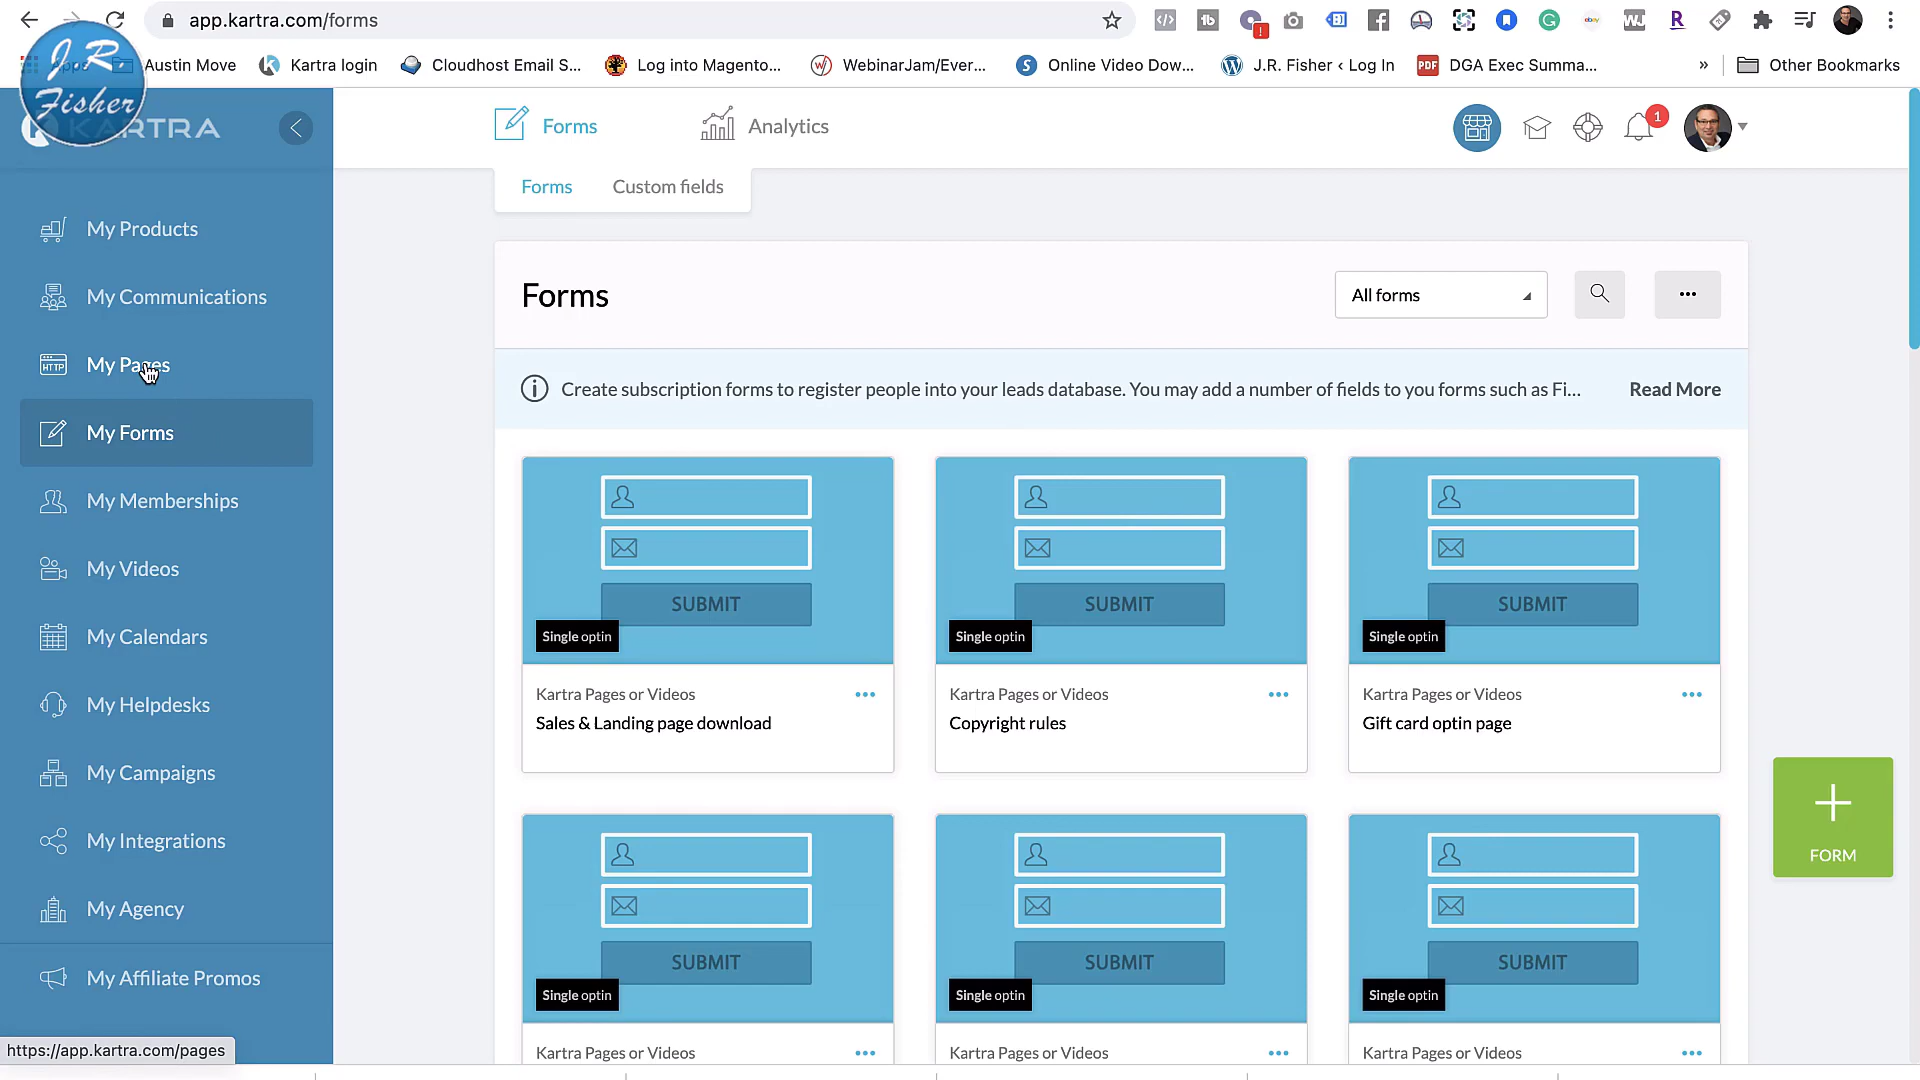 app.kartra.com/forms
Apps
Austin Move
Kartra login
Cloudhost Email S...
Log into Magento...
WebinarJam/Ever...
Online Video Dow...
J.R. Fisher ‹ Log In
PDF
DGA Exec Summa...
»
Other Bookmarks
J.R.
Fisher
KARTRA
Forms
Analytics
1
Forms
Custom fields
My Products
My Communications
HTTP
My Pages
My Forms
My Memberships
My Videos
My Calendars
My Helpdesks
My Campaigns
My Integrations
My Agency
My Affiliate Promos
Forms
All forms
Create subscription forms to register people into your leads database. You may add a number of fields to you forms such as Fi...
Read More
SUBMIT
Single optin
Kartra Pages or Videos
Sales & Landing page download
SUBMIT
Single optin
Kartra Pages or Videos
Copyright rules
SUBMIT
Single optin
Kartra Pages or Videos
Gift card optin page
SUBMIT
Single optin
Kartra Pages or Videos
SUBMIT
Single optin
Kartra Pages or Videos
SUBMIT
Single optin
Kartra Pages or Videos
+
FORM
https://app.kartra.com/pages